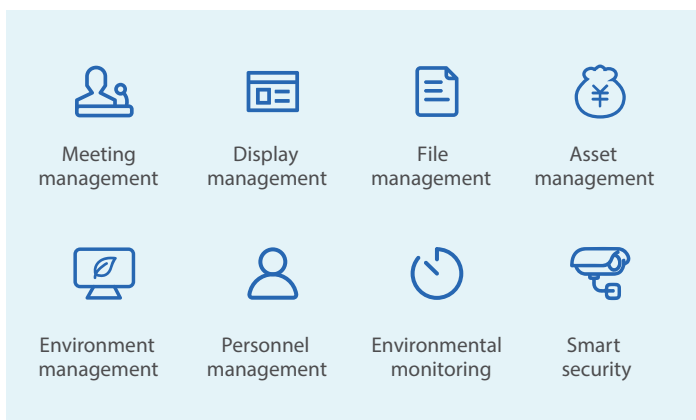 Meeting
management
Display
management
File
management
Asset
management
¥
Environment
management
Personnel
management
Environmental
monitoring
Smart
security